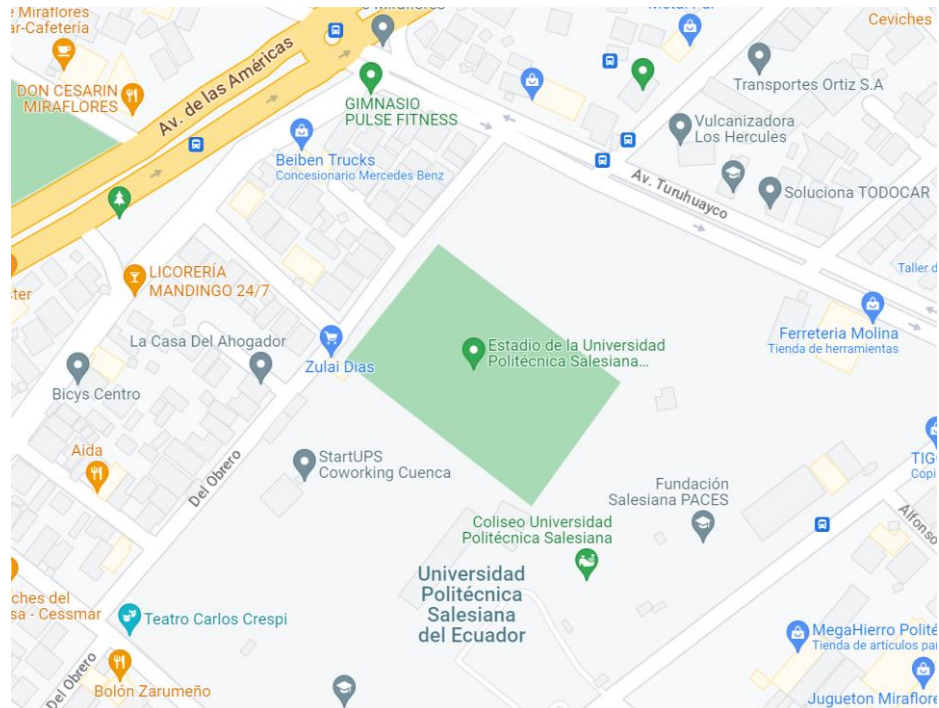 Miraflores
ar-Cafetería
Miraflores
Ceviches
DON CESARIN
MIRAFLORES
Av. de las Américas
GIMNASIO
PULSE FITNESS
Transportes Ortiz S.A
Vulcanizadora
Los Hercules
Beiben Trucks
Concesionario Mercedes Benz
Av. Turuhuayco
Soluciona TODOCAR
LICORERÍA
MANDINGO 24/7
Taller d
ster
La Casa Del Ahogador
Zulai Dias
Estadio de la Universidad
Politécnica Salesiana...
Ferreteria Molina
Tienda de herramientas
Bicys Centro
Aida
StartUPS
Coworking Cuenca
Del Obrero
TIGO
Copi
Fundación
Salesiana PACES
Alfonso
Coliseo Universidad
Politécnica Salesiana
Universidad
Politécnica
Salesiana
del Ecuador
ches del
sa - Cessmar
Teatro Carlos Crespi
MegaHierro Polité
Tienda de artículos par
Del Obrero
Bolón Zarumeño
Jugueton Miraflore